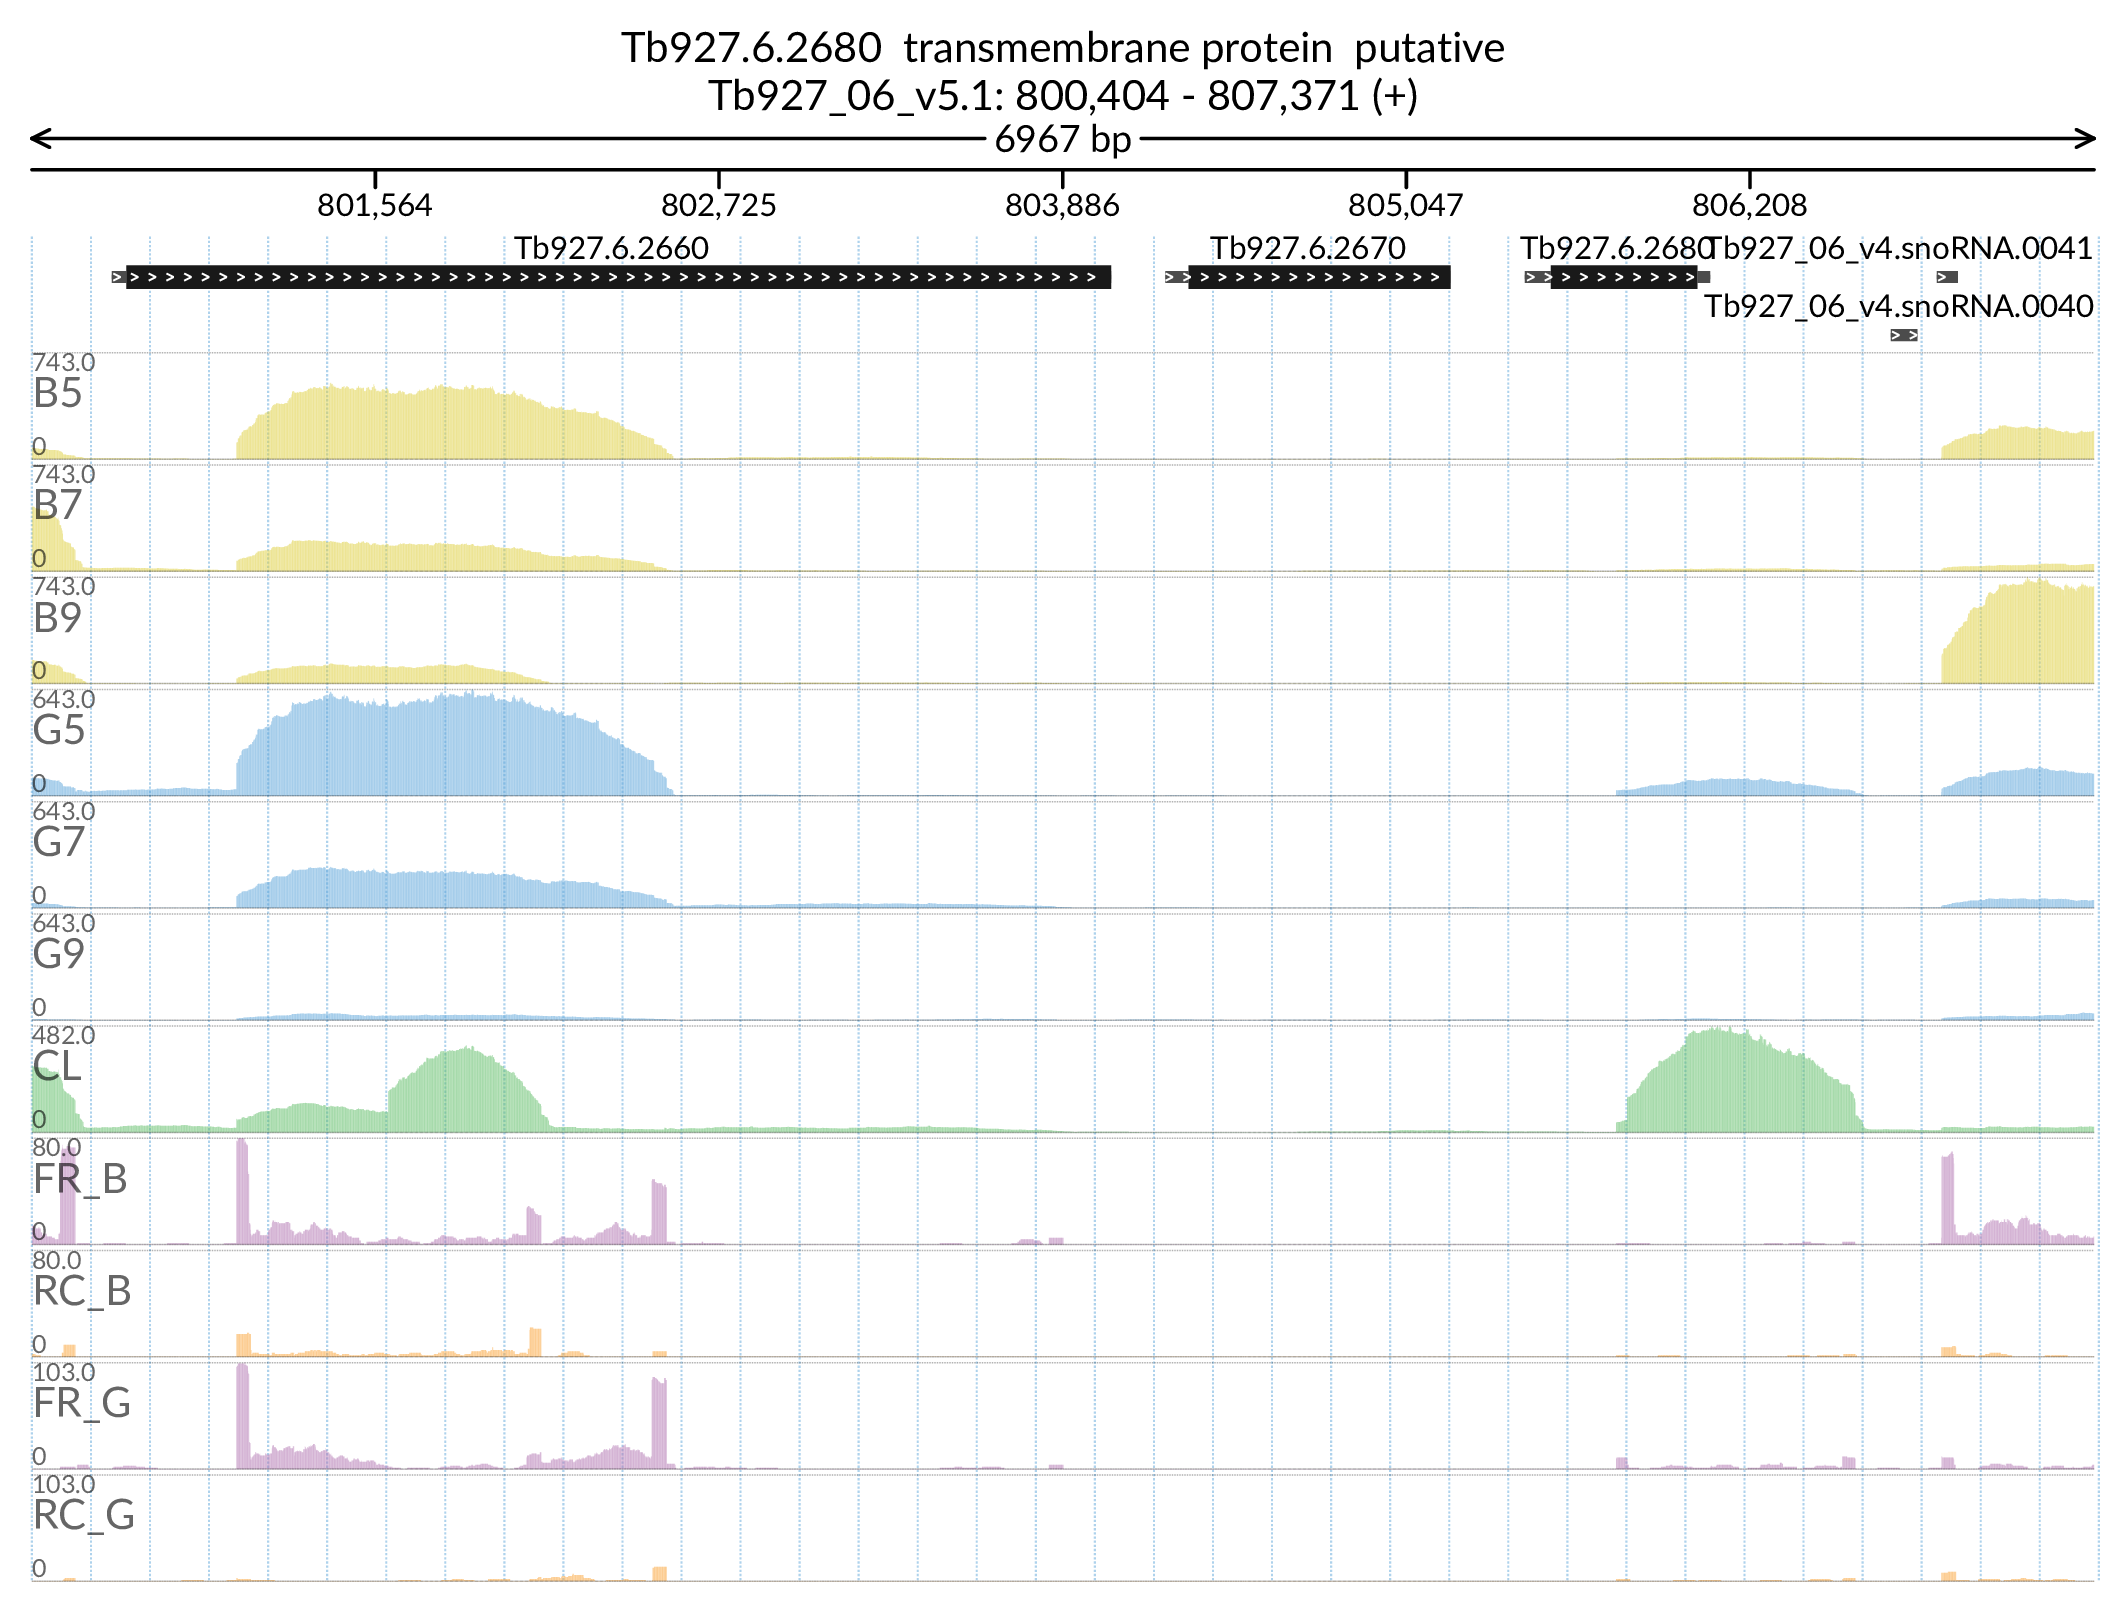 Tb927.6.2680  transmembrane protein  putative
Tb927_06_v5.1: 800,404 - 807,371 (+)
6967 bp
801,564 802,725 803,886 805,047 806,208
Tb927.6.2660 Tb927.6.2670 Tb927.6.2680 Tb927_06_v4.snoRNA.0041
Tb927_06_v4.snoRNA.0040
743.0
B5
0
743.0
B7
0
743.0
B9
0
643.0
G5
0
643.0
G7
0
643.0
G9
0
482.0
CL
0
80.0
FR_B
0
80.0
RC_B
0
103.0
FR_G
0
103.0
RC_G
0